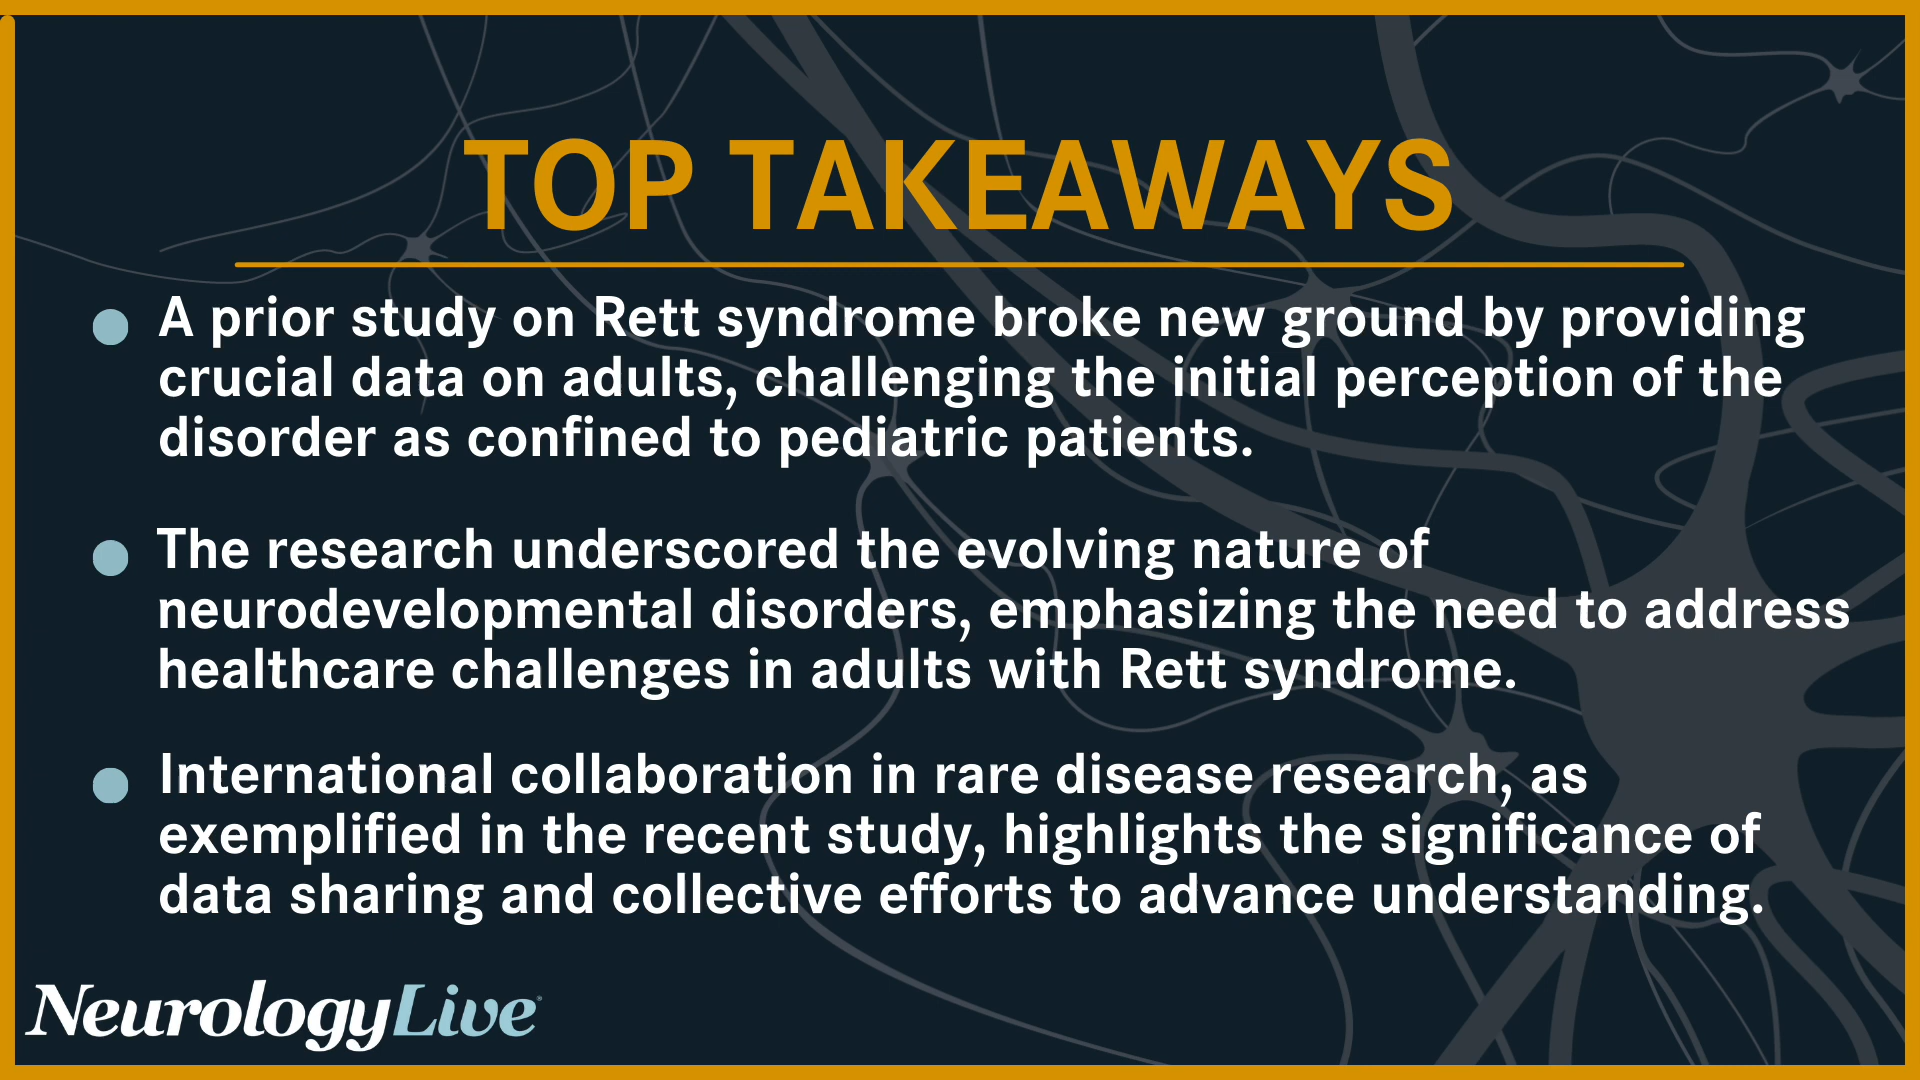 TOP TAKEAWAYS
A prior study on Rett syndrome broke new ground by providing
crucial data on adults, challenging the initial perception of the
disorder as confined to pediatric patients.
The research underscored the evolving nature of
neurodevelopmental disorders, emphasizing the need to address
healthcare challenges in adults with Rett syndrome.
International collaboration in rare disease research, as
exemplified in the recent study, highlights the significance of
data sharing and collective efforts to advance understanding.
NeurologyLive®